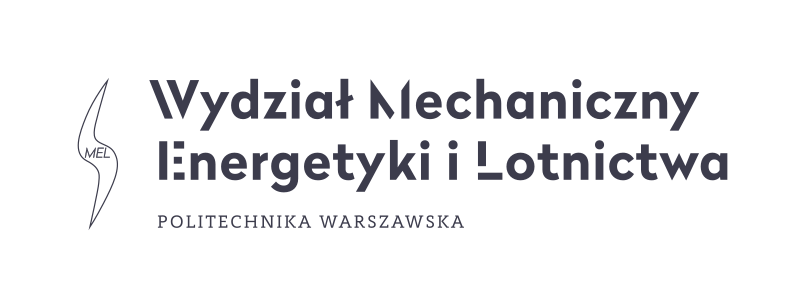 MEL
Wydział Mechaniczny
Energetyki i Lotnictwa
POLITECHNIKA WARSZAWSKA